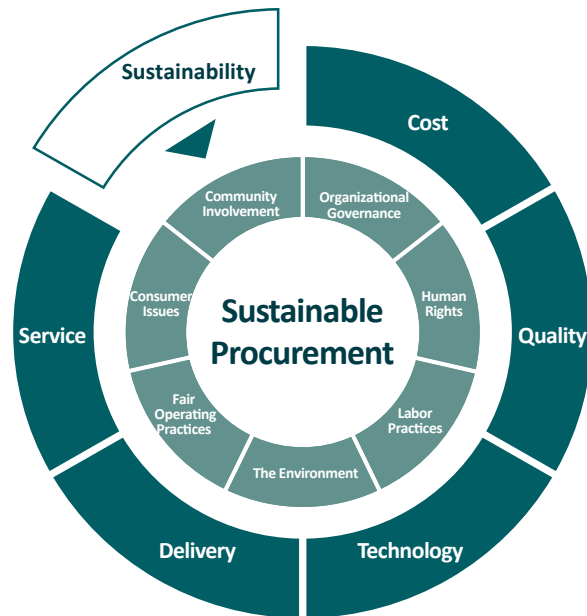 Sustainability
Cost
Quality
Technology
Delivery
Service
Community
Involvement
Organizational
Governance
Human
Rights
Labor
Practices
The Environment
Fair
Operating
Practices
Consumer
Issues
Sustainable
Procurement